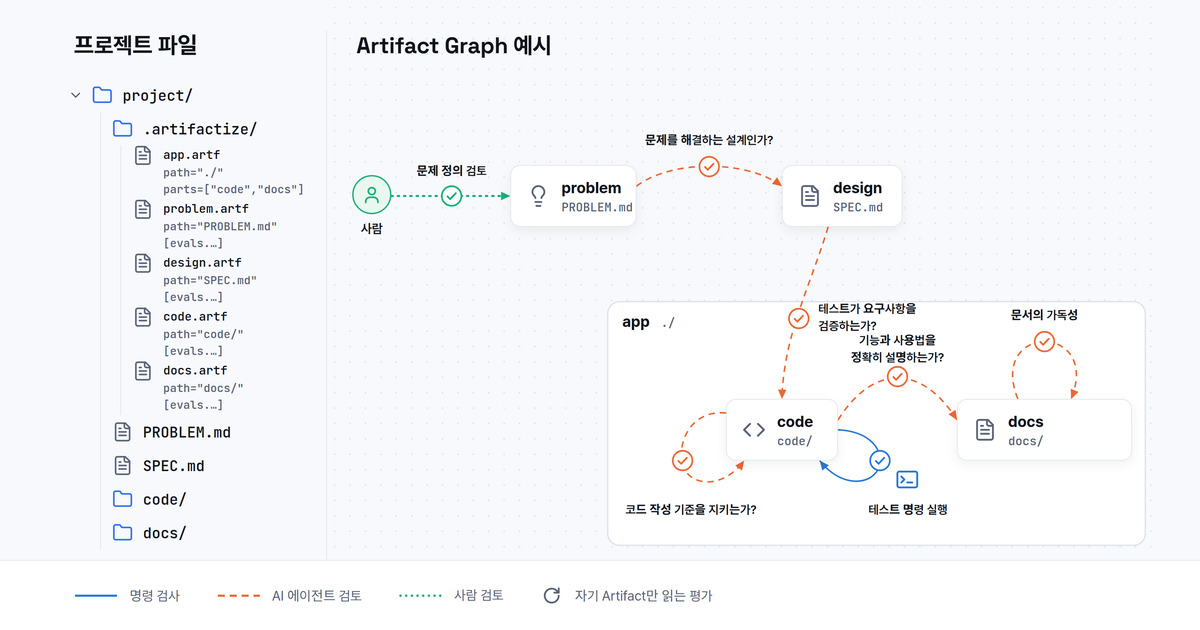 프로젝트 파일
project/
.artifactize/
app.artf
path="./"
parts=["code","docs"]
problem.artf
path="PROBLEM.md"
[evals…]
design.artf
path="SPEC.md"
[evals…]
code.artf
path="code/"
[evals…]
docs.artf
path="docs/"
[evals…]
PROBLEM.md
SPEC.md
code/
docs/
Artifact Graph 예시
사람
문제 정의 검토
problem
PROBLEM.md
문제를 해결하는 설계인가?
design
SPEC.md
app ./
테스트가 요구사항을
검증하는가?
기능과 사용법을
정확히 설명하는가?
문서의 가독성
code
code/
docs
docs/
코드 작성 기준을 지키는가?
테스트 명령 실행
명령 검사
AI 에이전트 검토
사람 검토
자기 Artifact만 읽는 평가